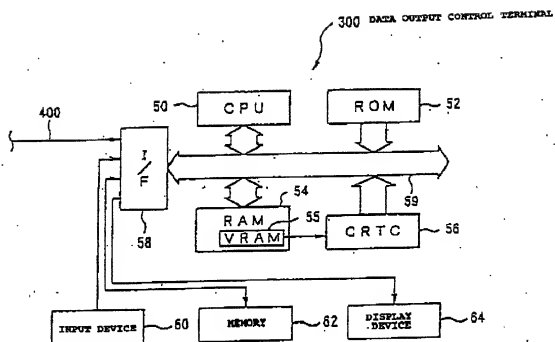 300 DATA OUTPUT CONTROL TERMINAL
50 CPU
ROM 52
400
I/F
58
59
54
RAM 55
VRAM
CRTC 56
INPUT DEVICE 60
MEMORY 62
DISPLAY DEVICE 64